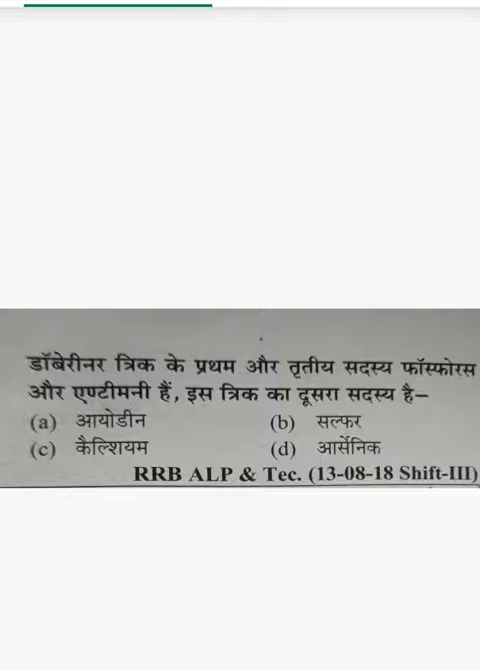 डॉबेरीनर त्रिक के प्रथम और तृतीय सदस्य फॉस्फोरस
और एण्टीमनी हैं, इस त्रिक का दूसरा सदस्य है–
(a) आयोडीन (b) सल्फर
(c) कैल्शियम (d) आर्सेनिक
RRB ALP & Tec. (13-08-18 Shift-III)